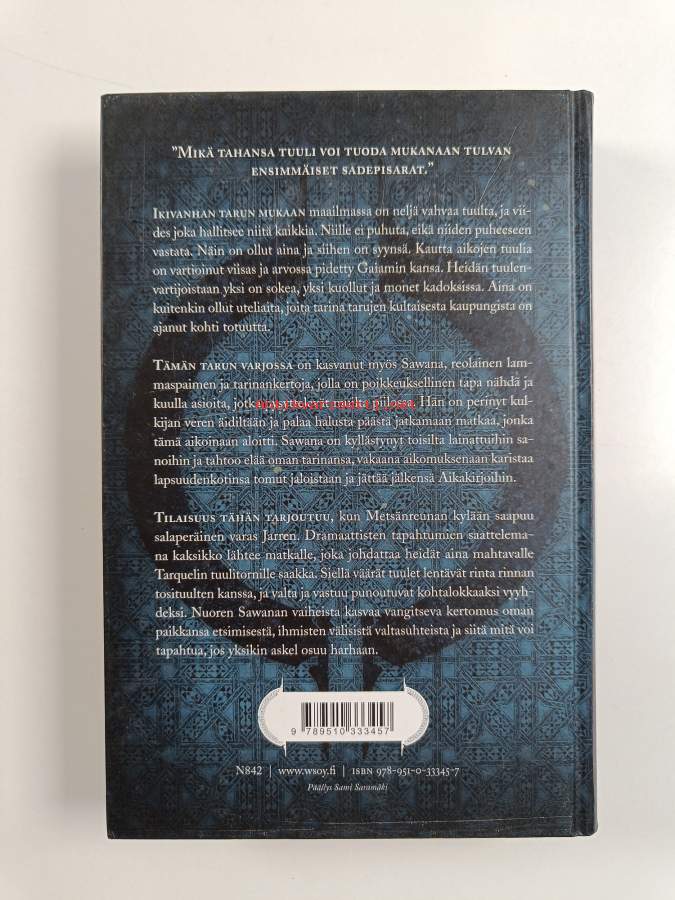 ”Mikä tahansa tuuli voi tuoda mukanaan tulvan
ensimmäiset sadepisarat.”
Ikivanhan tarun mukaan maailmassa on neljä vahvaa tuulta, ja vii-
des joka hallitsee niitä kaikkia. Niille ei puhuta, eikä niiden puheeseen
vastata. Näin on ollut aina ja siihen on syynsä. Kautta aikojen tuulia
on vartioinut viisas ja arvossa pidetty Gaiamin kansa. Heidän tuulen-
vartijoistaan yksi on sokea, yksi kuollut ja monet kadoksissa. Aina on
kuitenkin ollut uteliaita, joita tarina tarujen kultaisesta kaupungista on
ajanut kohti totuutta.
Tämän tarun varjossa on kasvanut myös Sawana, reolainen lam-
maspaimen ja tarinankertoja, jolla on poikkeuksellinen tapa nähdä ja
kuulla asioita, jotka muilta piilossa. Hän on perinyt kul-
kijan veren äidiltään ja palaa halusta päästä jatkamaan matkaa, jonka
tämä aikoinaan aloitti. Sawana on kyllästynyt toisilta lainattuihin sa-
noihin ja tahtoo elää oman tarinansa, vakaana aikomuksenaan karistaa
lapsuudenkotinsa tomut jaloistaan ja jättää jälkensä Aikakirjoihin.
Tilaisuus tähän tarjoutuu, kun Metsänreunan kylään saapuu
salaperäinen varas Jarren. Dramaattisten tapahtumien saattelema-
na kaksikko lähtee matkalle, joka johdattaa heidät aina mahtavalle
Tarquelin tuulitornille saakka. Siellä väärät tuulet lentävät rinta rinnan
tosituulten kanssa, ja valta ja vastuu punoutuvat kohtalokkaaksi vyyh-
deksi. Nuoren Sawanan vaiheista kasvaa vangitseva kertomus oman
paikkansa etsimisestä, ihmisten välisistä valtasuhteista ja siitä mitä voi
tapahtua, jos yksikin askel osuu harhaan.
9 789510 333457
N842 | www.wsoy.fi | ISBN 978-951-0-33345-7
Päällys Sami Saramäki